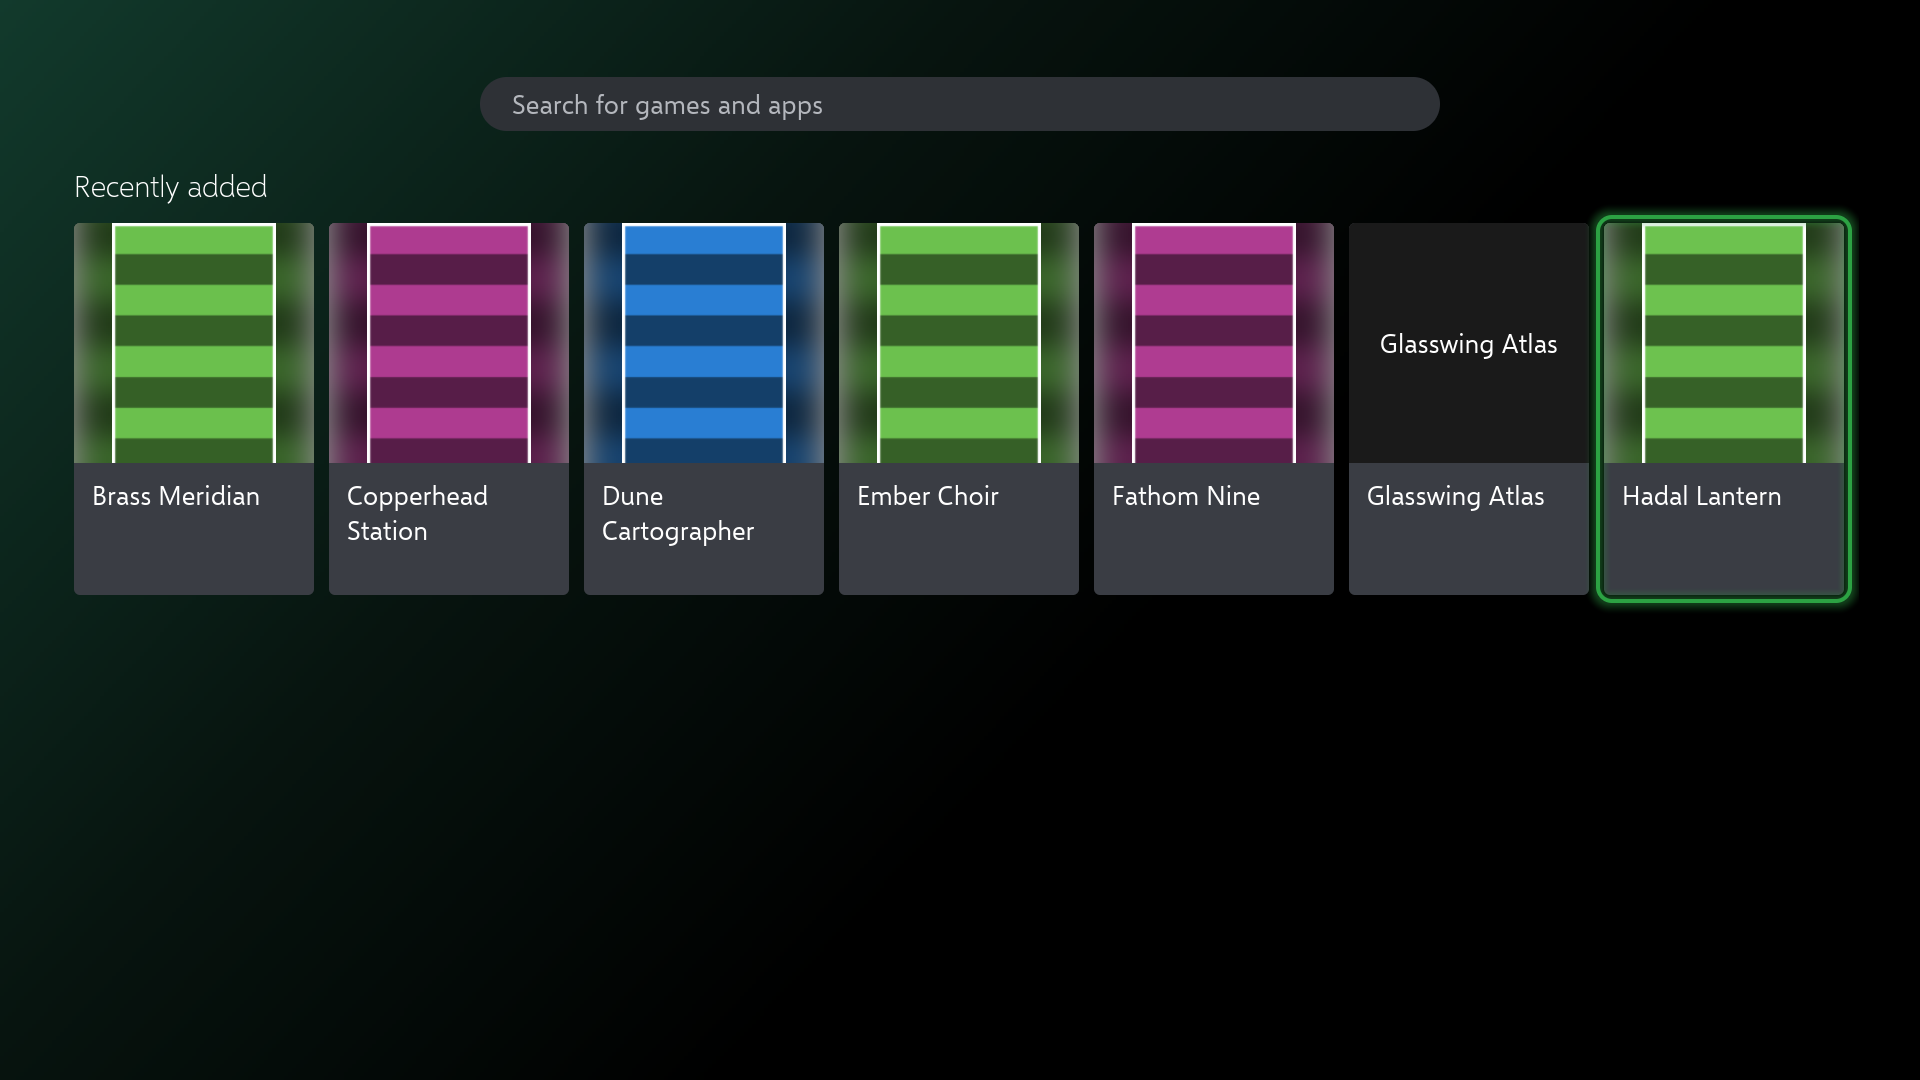 Search for games and apps
Recently added
Glasswing Atlas
Brass Meridian
Copperhead
Station
Dune
Cartographer
Ember Choir
Fathom Nine
Glasswing Atlas
Hadal Lantern